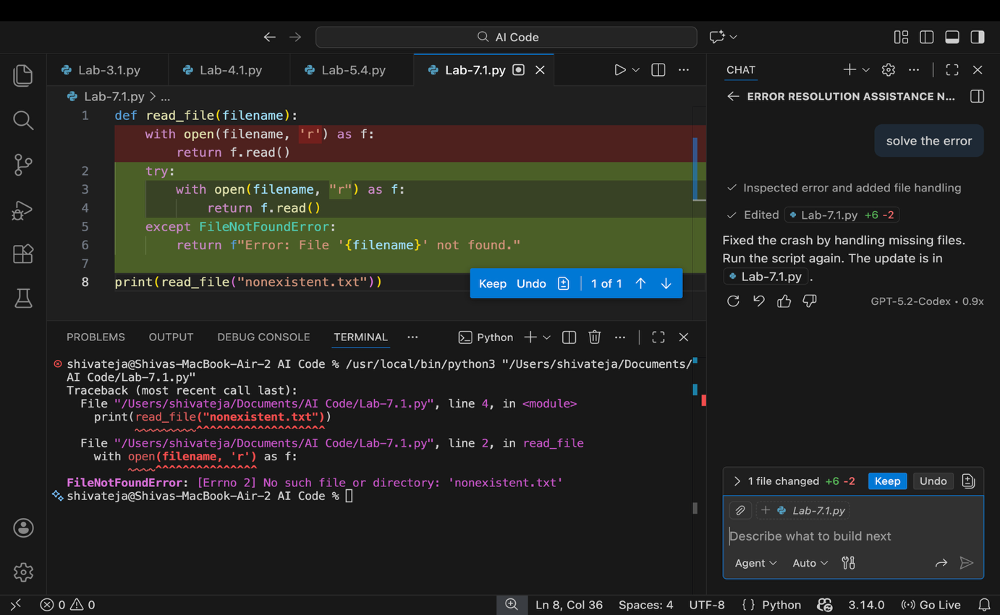 AI Code
Lab-3.1.py
Lab-4.1.py
Lab-5.4.py
Lab-7.1.py
Lab-7.1.py > ...
1 def read_file(filename):
with open(filename, 'r') as f:
return f.read()
2 try:
3 with open(filename, "r") as f:
4 return f.read()
5 except FileNotFoundError:
6 return f"Error: File '{filename}' not found."
7
8 print(read_file("nonexistent.txt"))
Keep Undo 1 of 1
PROBLEMS OUTPUT DEBUG CONSOLE TERMINAL ... Python
shivateja@Shivas-MacBook-Air-2 AI Code % /usr/local/bin/python3 "/Users/shivateja/Documents/
AI Code/Lab-7.1.py"
Traceback (most recent call last):
File "/Users/shivateja/Documents/AI Code/Lab-7.1.py", line 4, in <module>
print(read_file("nonexistent.txt"))
~~~~~~~~~^^^^^^^^^^^^^^^^^^^
File "/Users/shivateja/Documents/AI Code/Lab-7.1.py", line 2, in read_file
with open(filename, 'r') as f:
~~~~^^^^^^^^^^^^^^^
FileNotFoundError: [Errno 2] No such file or directory: 'nonexistent.txt'
shivateja@Shivas-MacBook-Air-2 AI Code %
CHAT
ERROR RESOLUTION ASSISTANCE N...
solve the error
Inspected error and added file handling
Edited Lab-7.1.py +6 -2
Fixed the crash by handling missing files.
Run the script again. The update is in
Lab-7.1.py .
GPT-5.2-Codex • 0.9x
1 file changed +6 -2 Keep Undo
Lab-7.1.py
Describe what to build next
Agent Auto
0 0 Ln 8, Col 36 Spaces: 4 UTF-8 { } Python 3.14.0 Go Live